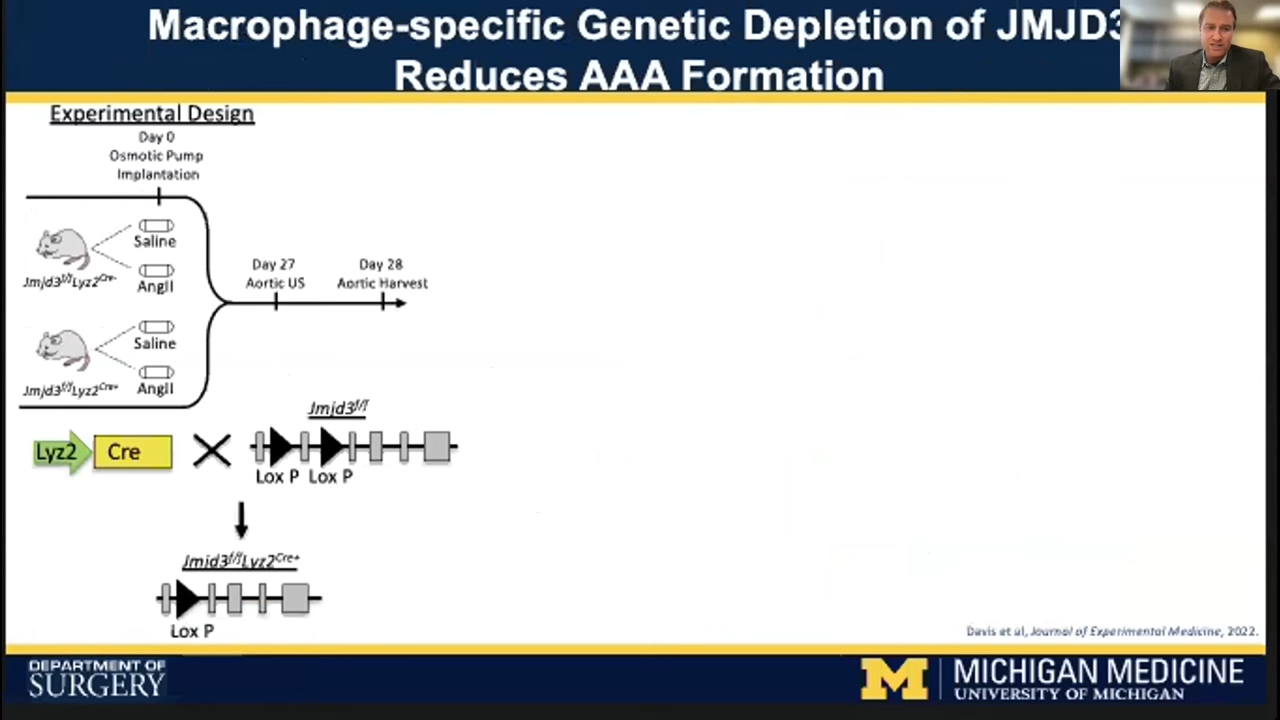 Macrophage-specific Genetic Depletion of JMJD3
Reduces AAA Formation
Experimental Design
Day 0
Osmotic Pump
Implantation
Saline
Jmjd3f/fLyz2Cre-
AngII
Day 27
Aortic US
Day 28
Aortic Harvest
Saline
Jmjd3f/fLyz2Cre+
AngII
Jmjd3f/f
Lyz2
Cre
Lox P
Lox P
Jmjd3f/fLyz2Cre+
Lox P
Davis et al, Journal of Experimental Medicine, 2022.
DEPARTMENT OF
SURGERY
M
MICHIGAN MEDICINE
UNIVERSITY OF MICHIGAN